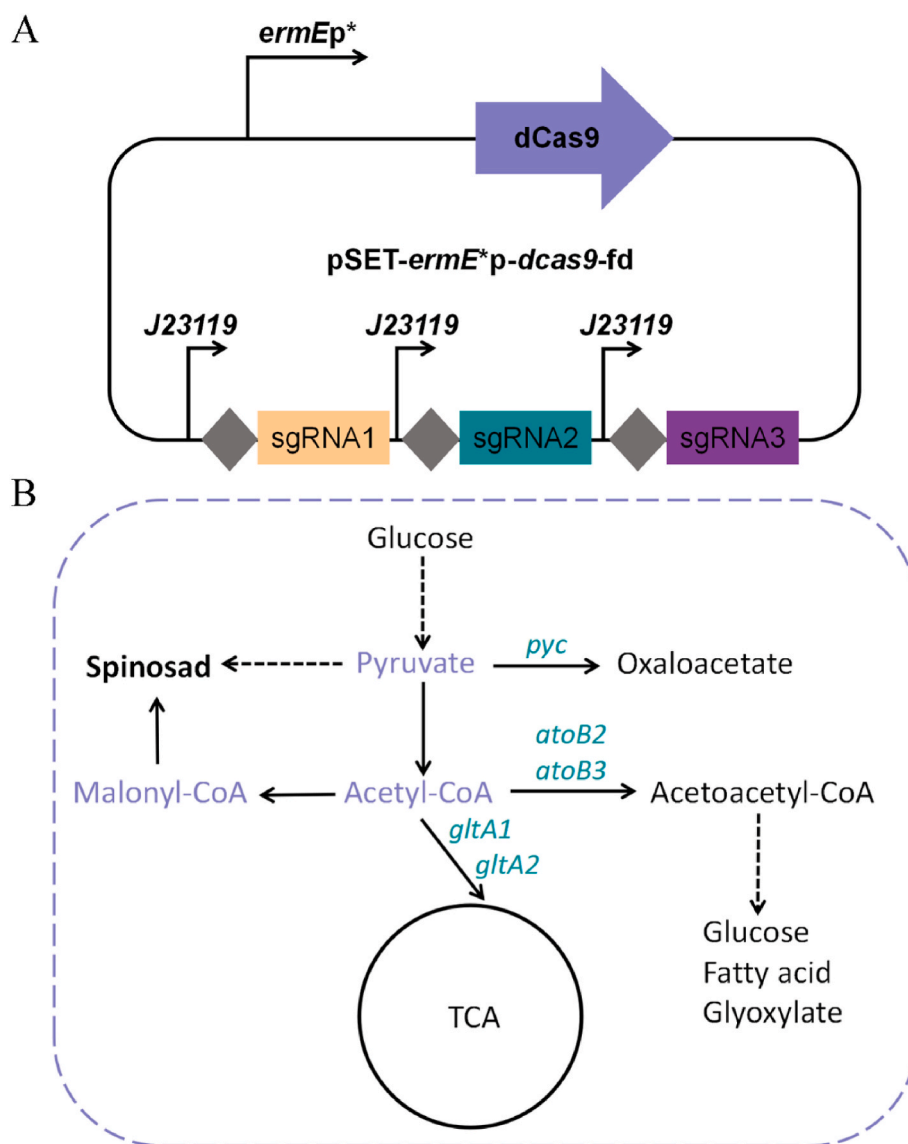 A
ermEp*
dCas9
pSET-ermE*p-dcas9-fd
J23119 J23119 J23119
sgRNA1 sgRNA2 sgRNA3
B
Glucose
Spinosad Pyruvate pyc Oxaloacetate
atoB2
Malonyl-CoA Acetyl-CoA atoB3 Acetoacetyl-CoA
gltA1
gltA2
Glucose
Fatty acid
Glyoxylate
TCA